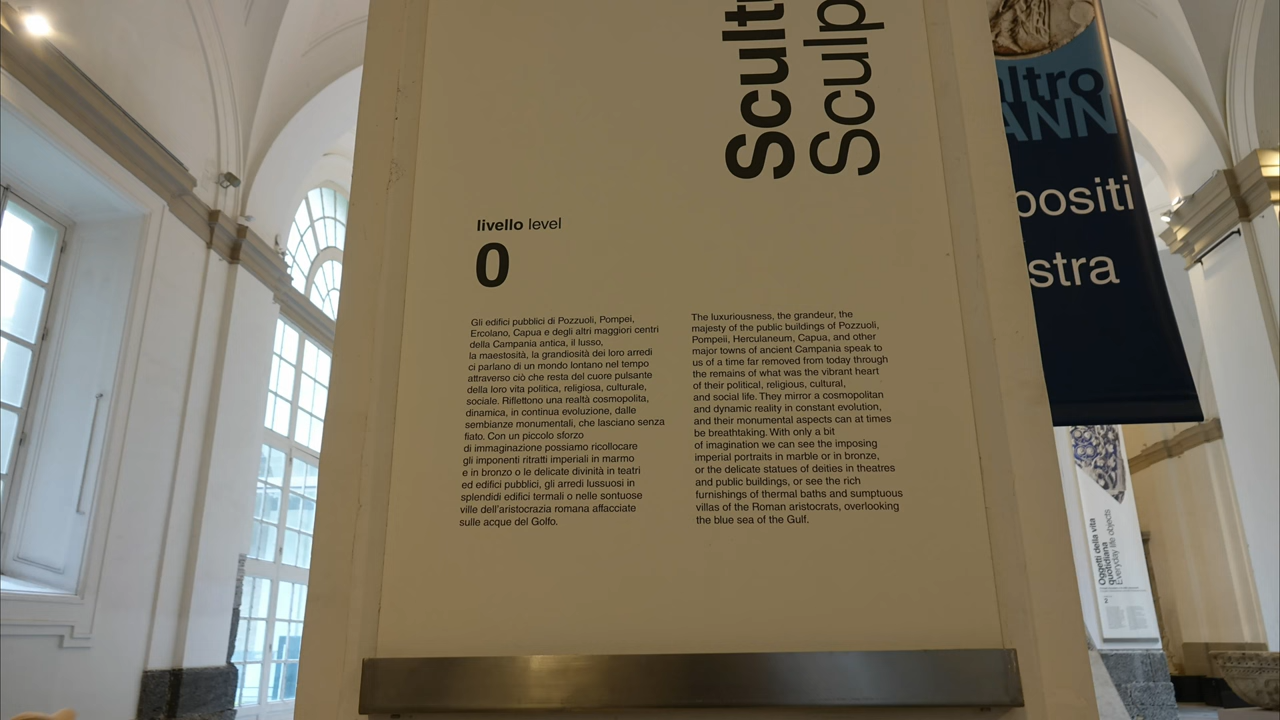 livello level
0
Gli edifici pubblici di Pozzuoli, Pompei,
Ercolano, Capua e degli altri maggiori centri
della Campania antica, il lusso,
la maestosità, la grandiosità dei loro arredi
ci parlano di un mondo lontano nel tempo
attraverso ciò che resta del cuore pulsante
della loro vita politica, religiosa, culturale,
sociale. Riflettono una realtà cosmopolita,
dinamica, in continua evoluzione, dalle
sembianze monumentali, che lasciano senza
fiato. Con un piccolo sforzo
di immaginazione possiamo ricollocare
gli imponenti ritratti imperiali in marmo
e in bronzo o le delicate divinità in teatri
ed edifici pubblici, gli arredi lussuosi in
splendidi edifici termali o nelle sontuose
ville dell'aristocrazia romana affacciate
sulle acque del Golfo.
The luxuriousness, the grandeur, the
majesty of the public buildings of Pozzuoli,
Pompeii, Herculaneum, Capua, and other
major towns of ancient Campania speak to
us of a time far removed from today through
the remains of what was the vibrant heart
of their political, religious, cultural,
and social life. They mirror a cosmopolitan
and dynamic reality in constant evolution,
and their monumental aspects can at times
be breathtaking. With only a bit
of imagination we can see the imposing
imperial portraits in marble or in bronze,
or the delicate statues of deities in theatres
and public buildings, or see the rich
furnishings of thermal baths and sumptuous
villas of the Roman aristocrats, overlooking
the blue sea of the Gulf.
Scult
Sculp
altro
ANN
positi
stra
Oggetti della vita
quotidiana
Everyday life objects